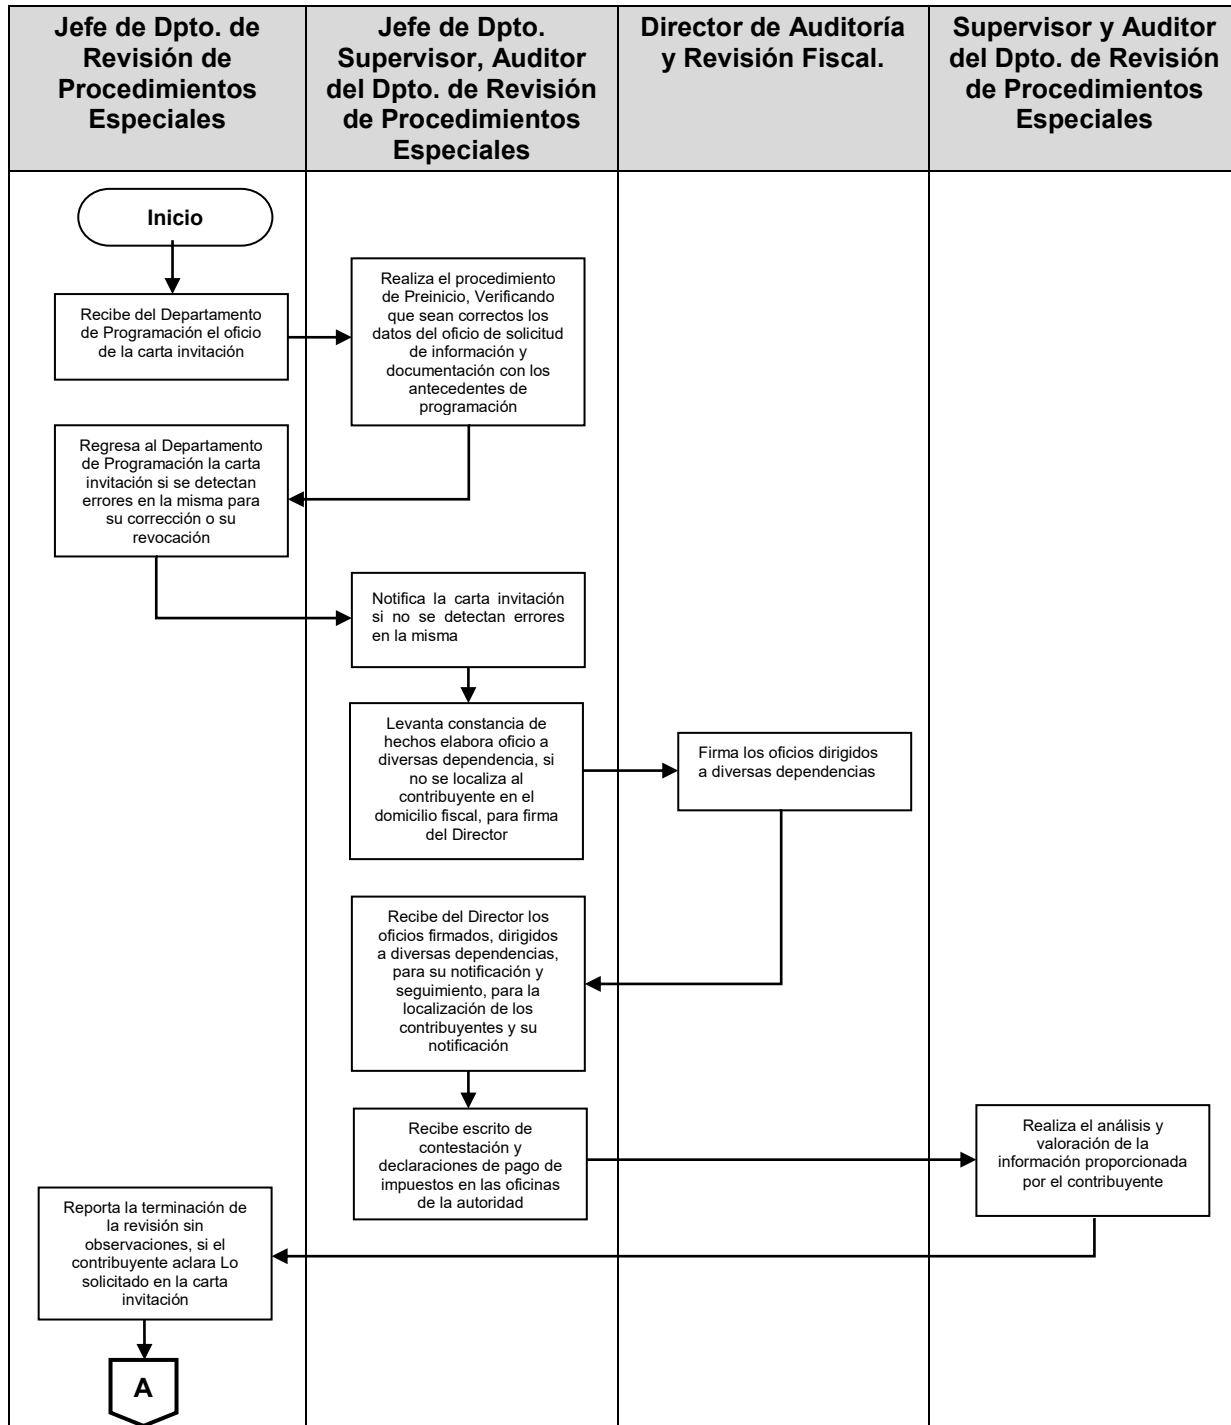 Jefe de Dpto. de
Revisión de
Procedimientos
Especiales
Jefe de Dpto.
Supervisor, Auditor
del Dpto. de Revisión
de Procedimientos
Especiales
Director de Auditoría
y Revisión Fiscal.
Supervisor y Auditor
del Dpto. de Revisión
de Procedimientos
Especiales
Inicio
Recibe del Departamento
de Programación el oficio
de la carta invitación
Realiza el procedimiento
de Preinicio, Verificando
que sean correctos los
datos del oficio de solicitud
de información y
documentación con los
antecedentes de
programación
Regresa al Departamento
de Programación la carta
invitación si se detectan
errores en la misma para
su corrección o su
revocación
Notifica la carta invitación
si no se detectan errores
en la misma
Levanta constancia de
hechos elabora oficio a
diversas dependencia, si
no se localiza al
contribuyente en el
domicilio fiscal, para firma
del Director
Firma los oficios dirigidos
a diversas dependencias
Recibe del Director los
oficios firmados, dirigidos
a diversas dependencias,
para su notificación y
seguimiento, para la
localización de los
contribuyentes y su
notificación
Recibe escrito de
contestación y
declaraciones de pago de
impuestos en las oficinas
de la autoridad
Realiza el análisis y
valoración de la
información proporcionada
por el contribuyente
Reporta la terminación de
la revisión sin
observaciones, si el
contribuyente aclara Lo
solicitado en la carta
invitación
A